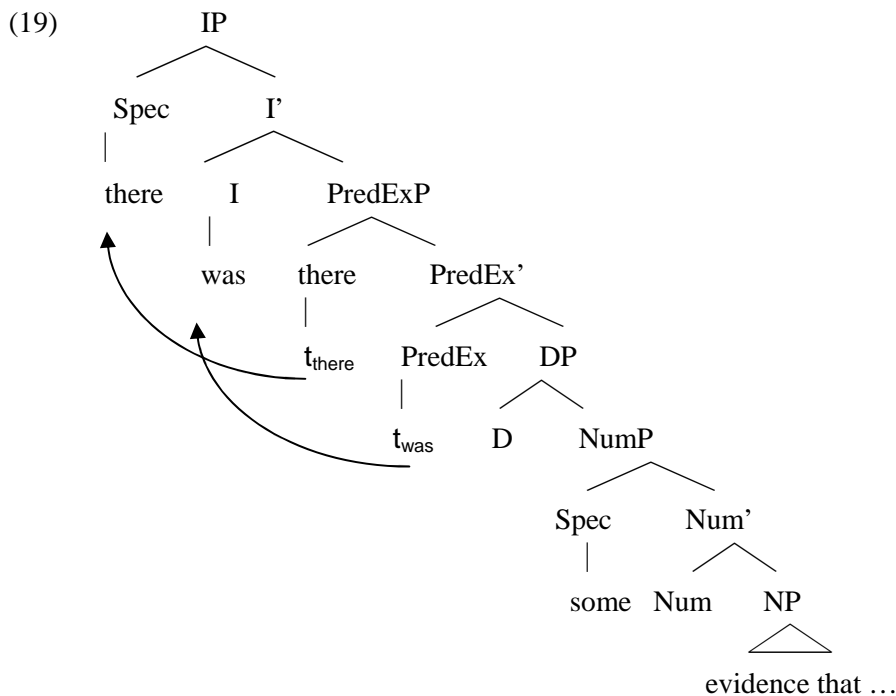 (19) IP
Spec I’
there I PredExP
was there PredEx’
t_there PredEx DP
t_was D NumP
Spec Num’
some Num NP
evidence that …